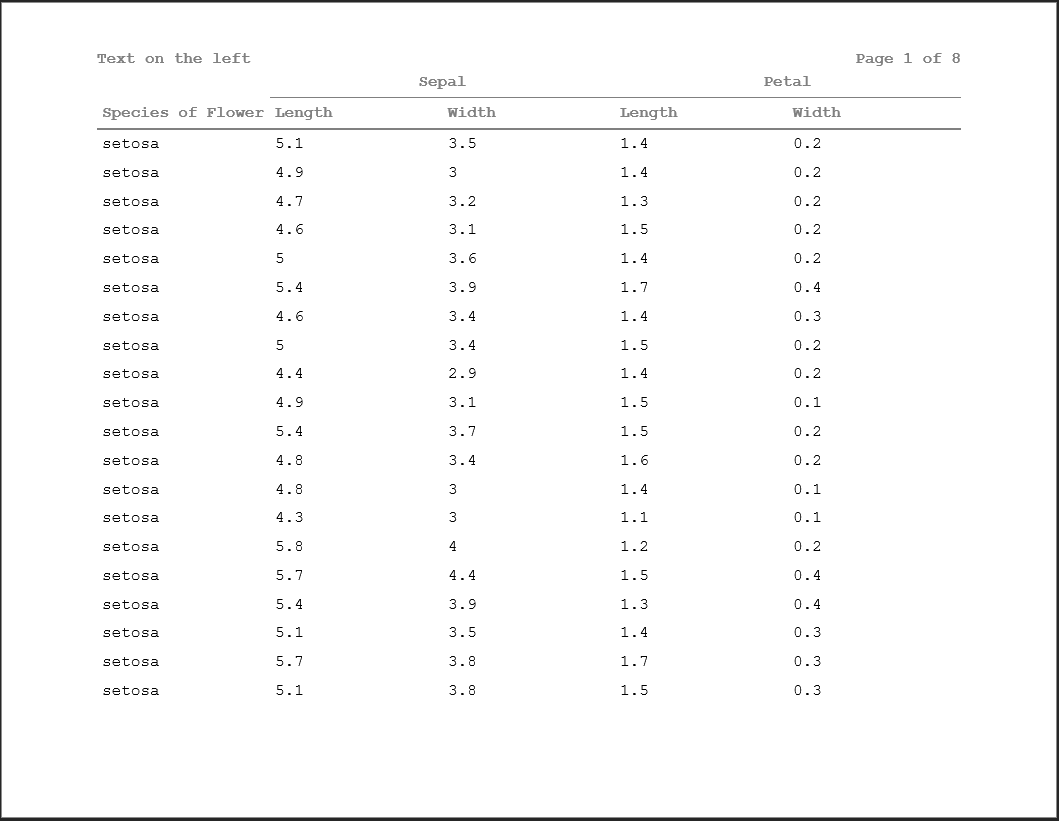 Text on the left Page 1 of 8
Sepal Petal
Species of Flower Length Width Length Width
setosa 5.1 3.5 1.4 0.2
setosa 4.9 3 1.4 0.2
setosa 4.7 3.2 1.3 0.2
setosa 4.6 3.1 1.5 0.2
setosa 5 3.6 1.4 0.2
setosa 5.4 3.9 1.7 0.4
setosa 4.6 3.4 1.4 0.3
setosa 5 3.4 1.5 0.2
setosa 4.4 2.9 1.4 0.2
setosa 4.9 3.1 1.5 0.1
setosa 5.4 3.7 1.5 0.2
setosa 4.8 3.4 1.6 0.2
setosa 4.8 3 1.4 0.1
setosa 4.3 3 1.1 0.1
setosa 5.8 4 1.2 0.2
setosa 5.7 4.4 1.5 0.4
setosa 5.4 3.9 1.3 0.4
setosa 5.1 3.5 1.4 0.3
setosa 5.7 3.8 1.7 0.3
setosa 5.1 3.8 1.5 0.3